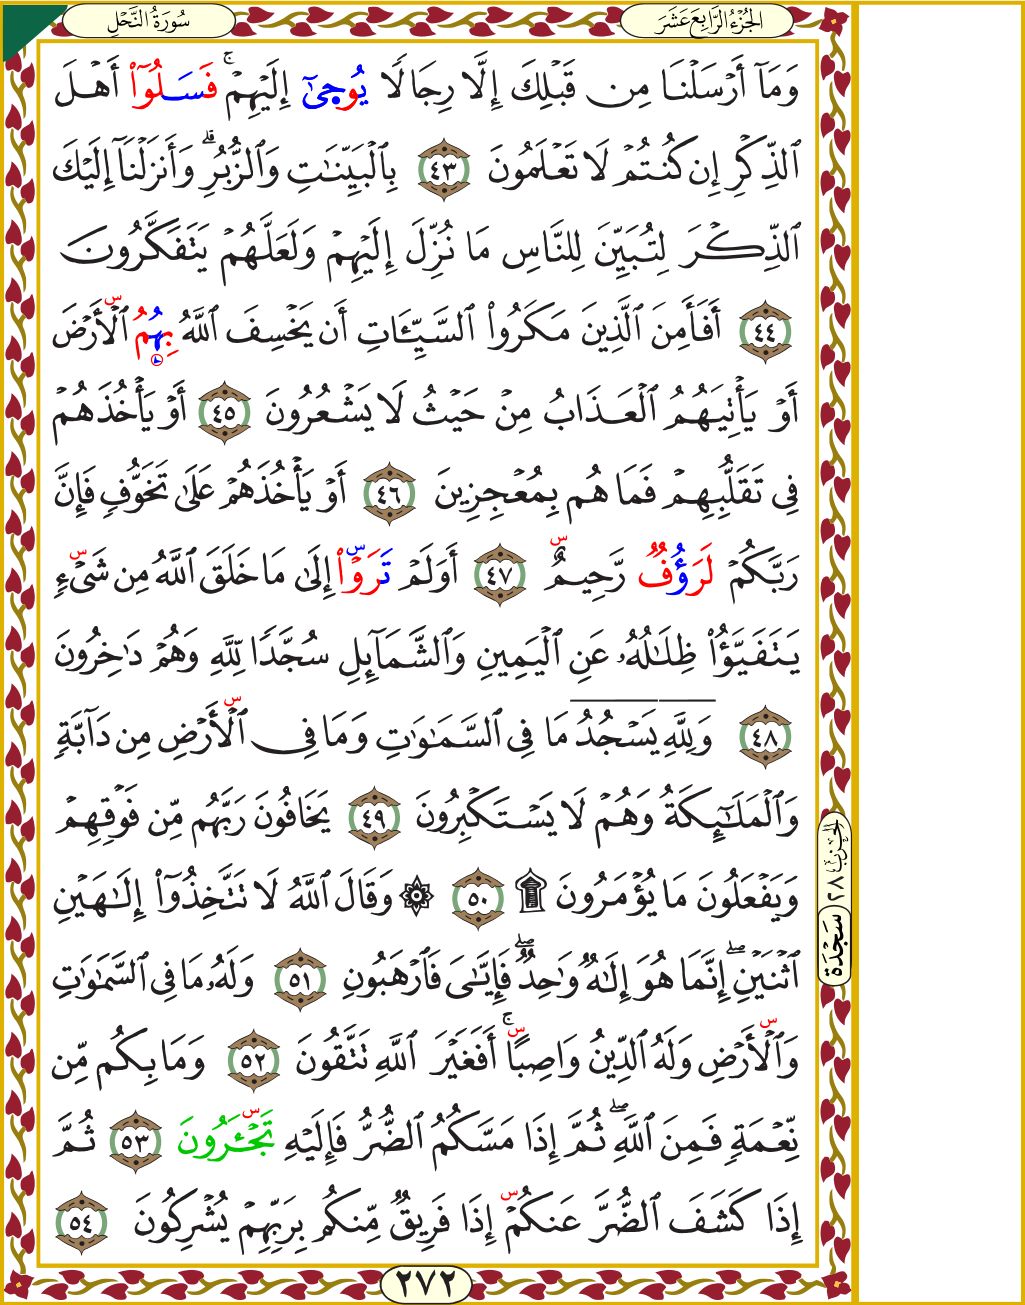 سُورَةُ النَّحْلِ
الجُزْءُ الرَّابِعَ عَشَرَ
وَمَآ أَرۡسَلۡنَا مِن قَبۡلِكَ إِلَّا رِجَالٗا يُوحَىٰٓ إِلَيۡهِمۡۚ فَسَلُوٓاْ أَهۡلَ
ٱلذِّكۡرِ إِن كُنتُمۡ لَا تَعۡلَمُونَ ٤٣ بِٱلۡبَيِّنَٰتِ وَٱلزُّبُرِۗ وَأَنزَلۡنَآ إِلَيۡكَ
ٱلذِّكۡرَ لِتُبَيِّنَ لِلنَّاسِ مَا نُزِّلَ إِلَيۡهِمۡ وَلَعَلَّهُمۡ يَتَفَكَّرُونَ
٤٤ أَفَأَمِنَ ٱلَّذِينَ مَكَرُواْ ٱلسَّيِّـَٔاتِ أَن يَخۡسِفَ ٱللَّهُ بِهُمُ ٱلۡأَرۡضَ
أَوۡ يَأۡتِيَهُمُ ٱلۡعَذَابُ مِنۡ حَيۡثُ لَا يَشۡعُرُونَ ٤٥ أَوۡ يَأۡخُذَهُمۡ
فِي تَقَلُّبِهِمۡ فَمَا هُم بِمُعۡجِزِينَ ٤٦ أَوۡ يَأۡخُذَهُمۡ عَلَىٰ تَخَوُّفٖ فَإِنَّ
رَبَّكُمۡ لَرَؤُفٞ رَّحِيمٌ ٤٧ أَوَلَمۡ تَرَوۡاْ إِلَىٰ مَا خَلَقَ ٱللَّهُ مِن شَيۡءٖ
يَتَفَيَّؤُاْ ظِلَٰلُهُۥ عَنِ ٱلۡيَمِينِ وَٱلشَّمَآئِلِ سُجَّدٗا لِّلَّهِ وَهُمۡ دَٰخِرُونَ
٤٨ وَلِلَّهِۤ يَسۡجُدُۤ مَا فِي ٱلسَّمَٰوَٰتِ وَمَا فِي ٱلۡأَرۡضِ مِن دَآبَّةٖ
وَٱلۡمَلَٰٓئِكَةُ وَهُمۡ لَا يَسۡتَكۡبِرُونَ ٤٩ يَخَافُونَ رَبَّهُم مِّن فَوۡقِهِمۡ
وَيَفۡعَلُونَ مَا يُؤۡمَرُونَ ۩ ٥٠ ۞ وَقَالَ ٱللَّهُ لَا تَتَّخِذُوٓاْ إِلَٰهَيۡنِ
ٱثۡنَيۡنِۖ إِنَّمَا هُوَ إِلَٰهٞ وَٰحِدٞۖ فَإِيَّٰيَ فَٱرۡهَبُونِ ٥١ وَلَهُۥ مَا فِي ٱلسَّمَٰوَٰتِ
وَٱلۡأَرۡضِ وَلَهُ ٱلدِّينُ وَاصِبًاۚ أَفَغَيۡرَ ٱللَّهِ تَتَّقُونَ ٥٢ وَمَا بِكُم مِّن
نِّعۡمَةٖ فَمِنَ ٱللَّهِۖ ثُمَّ إِذَا مَسَّكُمُ ٱلضُّرُّ فَإِلَيۡهِ تَجۡـَٔرُونَ ٥٣ ثُمَّ
إِذَا كَشَفَ ٱلضُّرَّ عَنكُمۡ إِذَا فَرِيقٞ مِّنكُم بِرَبِّهِمۡ يُشۡرِكُونَ ٥٤
الحزب ٢٨
سَجْدَة
٢٧٢